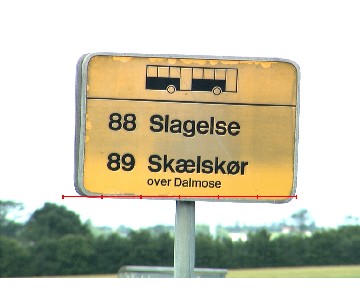 88 Slagelse
89 Skælskør
over Dalmose